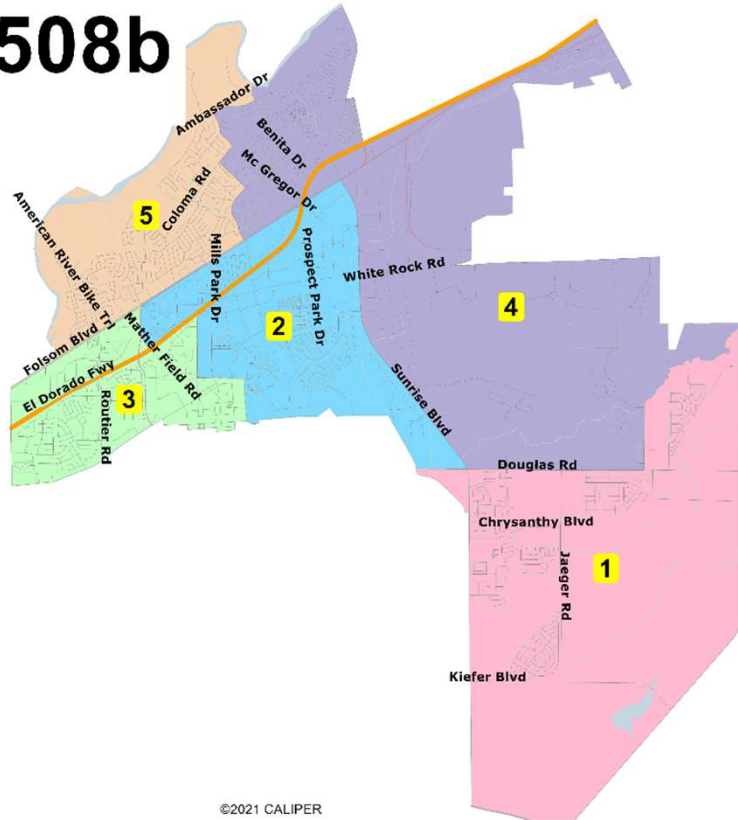 508b
Ambassador Dr
Benita Dr
Mc Gregor Dr
Coloma Rd
5
American River Bike Trl
Mills Park Dr
Prospect Park Dr
White Rock Rd
4
2
Folsom Blvd
Mather Field Rd
El Dorado Fwy
3
Routier Rd
Sunrise Blvd
Douglas Rd
Chrysanthy Blvd
Jaeger Rd
1
Kiefer Blvd
©2021 CALIPER